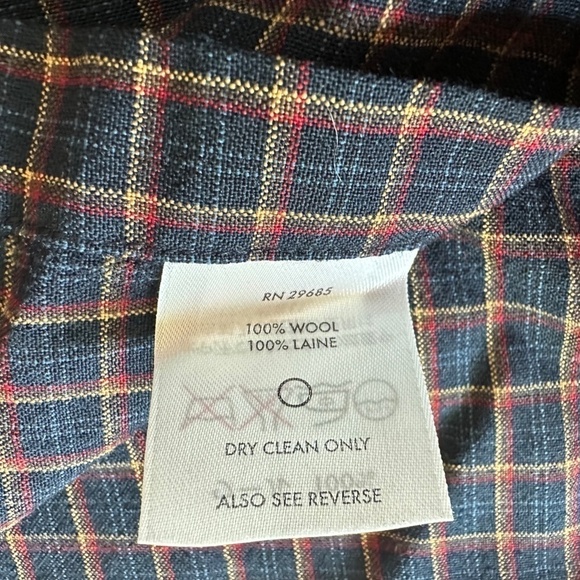 RN 29685
100% WOOL
100% LAINE
DRY CLEAN ONLY
ALSO SEE REVERSE